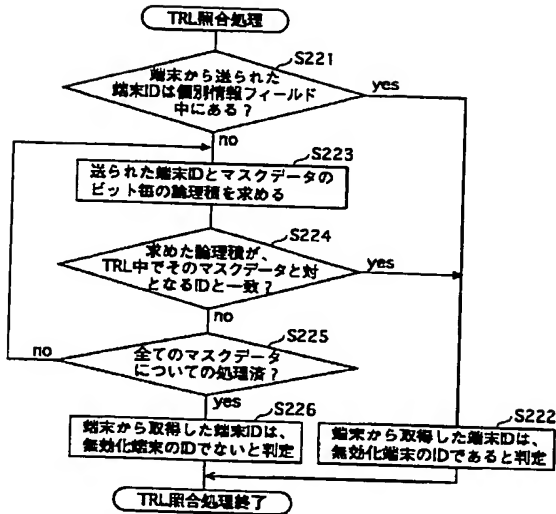 TRL照合処理
S221
端末から送られた
端末IDは個別情報フィールド
中にある?
yes
no
S223
送られた端末IDとマスクデータの
ビット毎の論理積を求める
S224
求めた論理積が、
TRL中でそのマスクデータと対
となるIDと一致?
yes
no
S225
no
全てのマスクデータ
についての処理済?
yes
S226
端末から取得した端末IDは、
無効化端末のIDでないと判定
S222
端末から取得した端末IDは、
無効化端末のIDであると判定
TRL照合処理終了